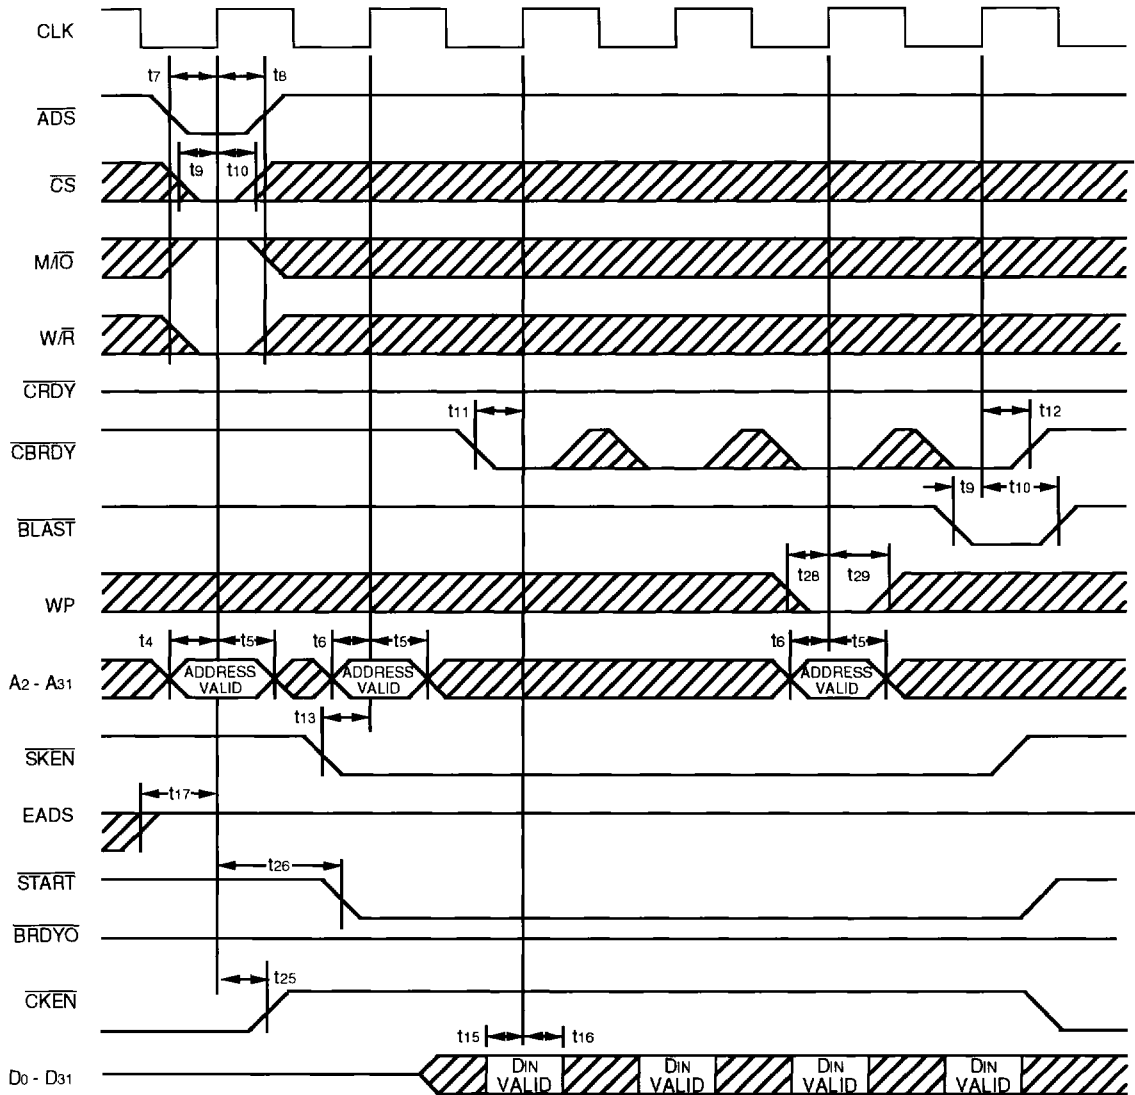 CLK
t7 t8
ADS
t9 t10
CS
M/IO
W/R
CRDY
t11 t12
CBRDY
t9 t10
BLAST
t28 t29
WP
t4 t5 t6 t5 t6 t5
A2 - A31 ADDRESS VALID ADDRESS VALID ADDRESS VALID
t13
SKEN
t17
EADS
t26
START
BRDYO
t25
CKEN
t15 t16
D0 - D31 DIN VALID DIN VALID DIN VALID DIN VALID